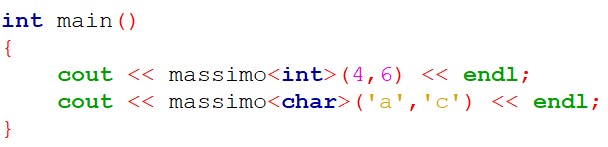 int main()
{
    cout << massimo<int>(4,6) << endl;
    cout << massimo<char>('a','c') << endl;
}